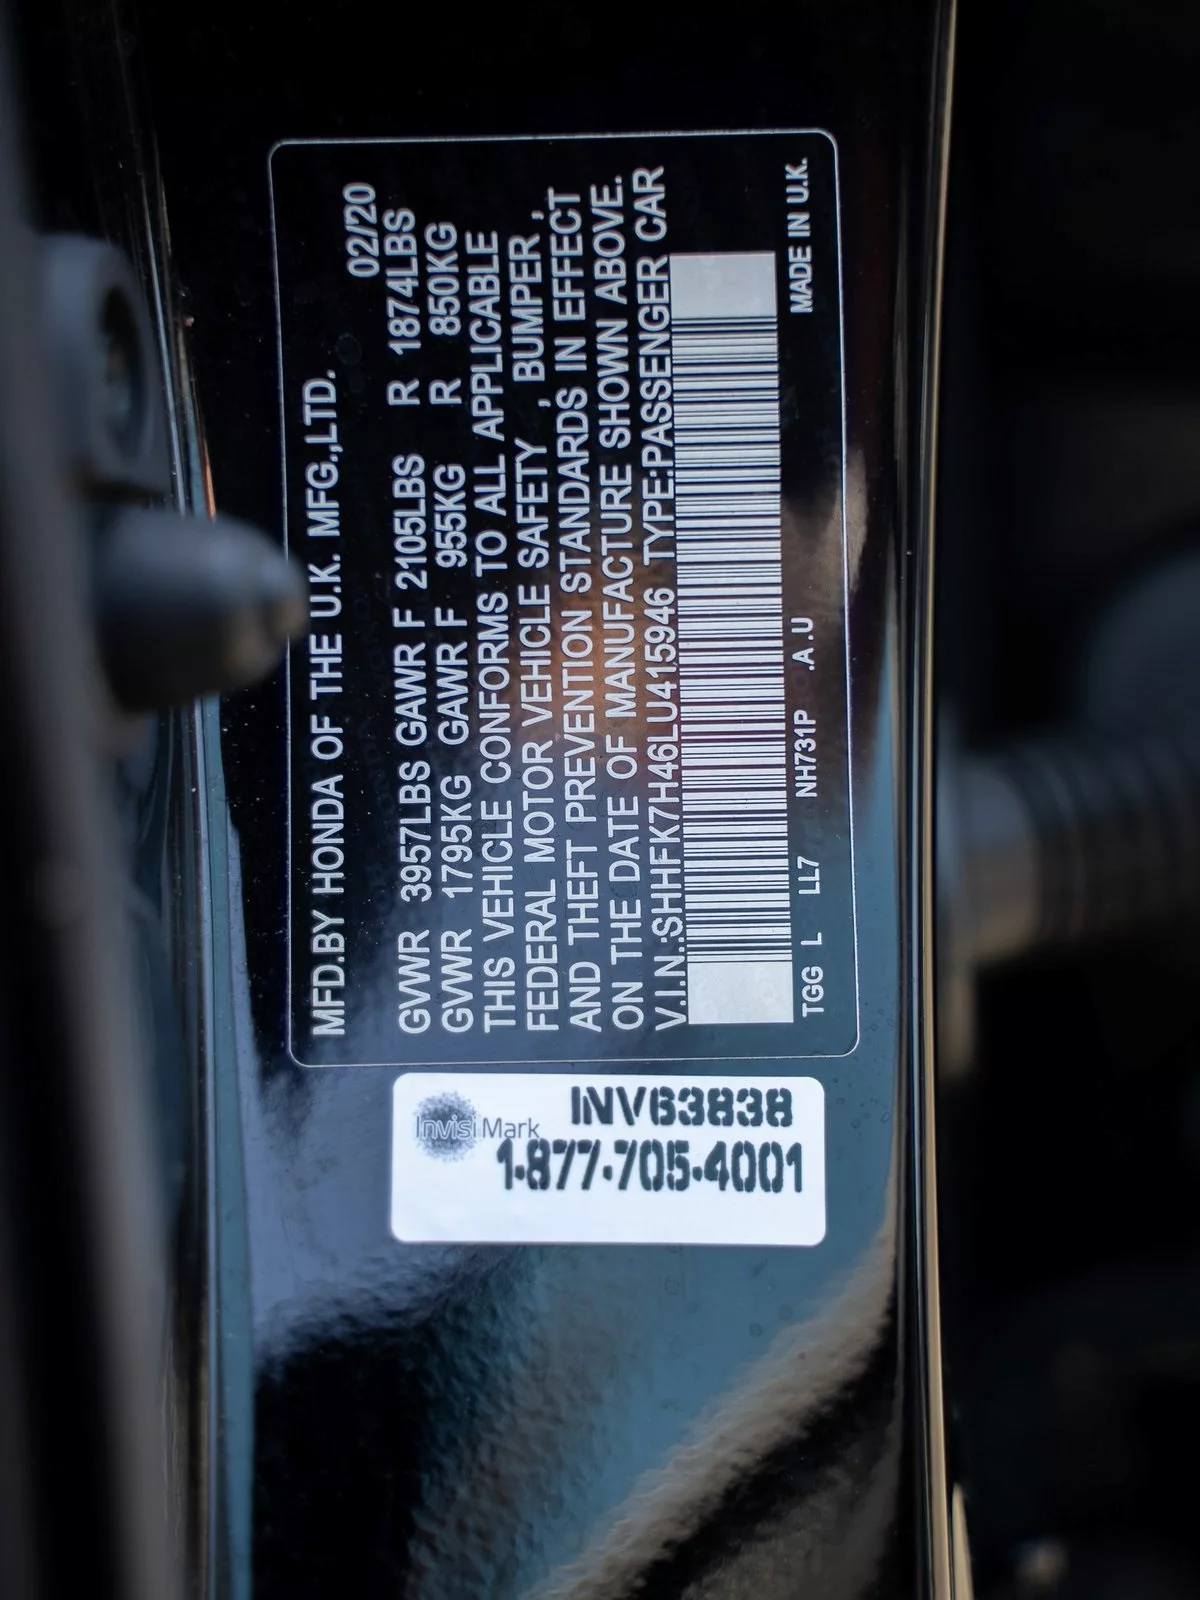 MFD.BY HONDA OF THE U.K. MFG.,LTD.
02/20
GVWR 3957LBS GAWR F 2105LBS R 1874LBS
GVWR 1795KG GAWR F 955KG R 850KG
THIS VEHICLE CONFORMS TO ALL APPLICABLE
FEDERAL MOTOR VEHICLE SAFETY , BUMPER ,
AND THEFT PREVENTION STANDARDS IN EFFECT
ON THE DATE OF MANUFACTURE SHOWN ABOVE.
V.I.N.:SHHFK7H46LU415946 TYPE:PASSENGER CAR
TGG L LL7 NH731P .A.U MADE IN U.K.
InvisiMark INV63838
1-877-705-4001